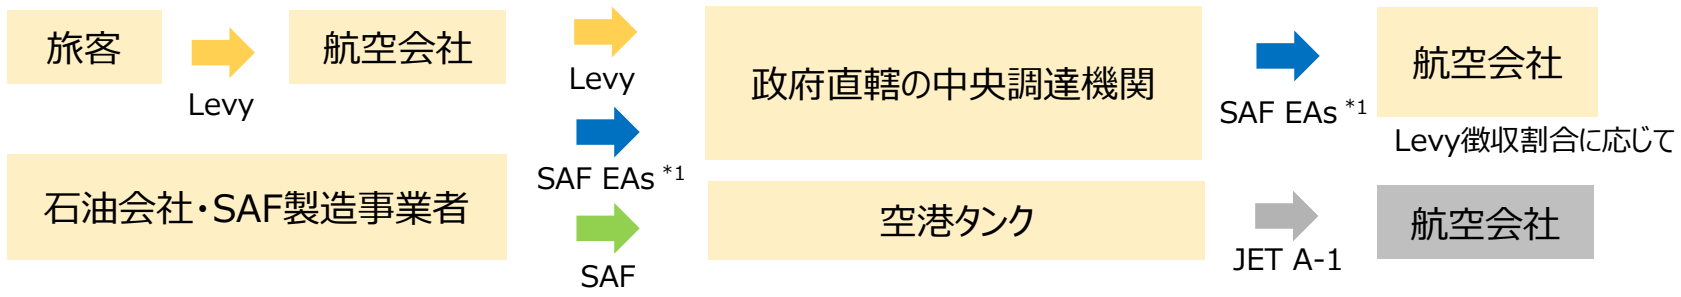 旅客
Levy
航空会社
Levy
政府直轄の中央調達機関
SAF EAs *1
航空会社
Levy徴収割合に応じて
石油会社・SAF製造事業者
SAF EAs *1
SAF
空港タンク
JET A-1
航空会社